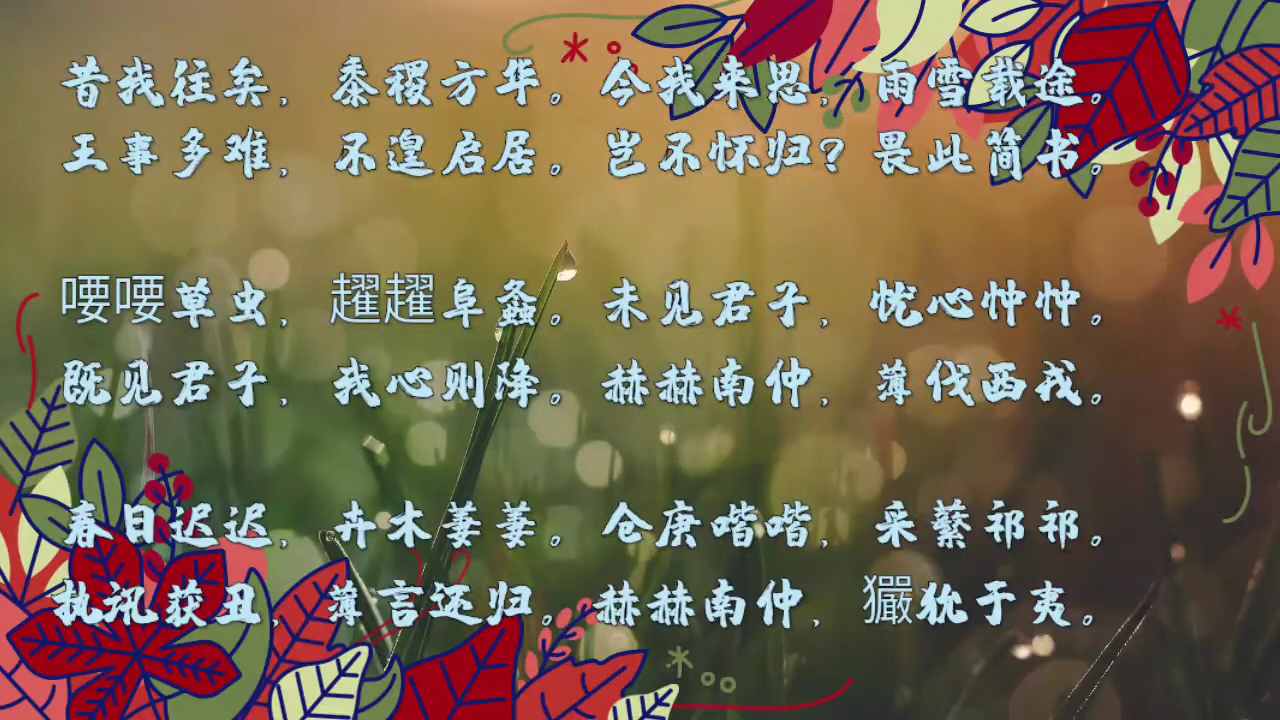 昔我往矣，黍稷方华。今我来思，雨雪载途。
王事多难，不遑启居。岂不怀归？畏此简书。
喓喓草虫，趯趯阜螽。未见君子，忧心忡忡。
既见君子，我心则降。赫赫南仲，薄伐西戎。
春日迟迟，卉木萋萋。仓庚喈喈，采蘩祁祁。
执讯获丑，薄言还归。赫赫南仲，玁狁于夷。